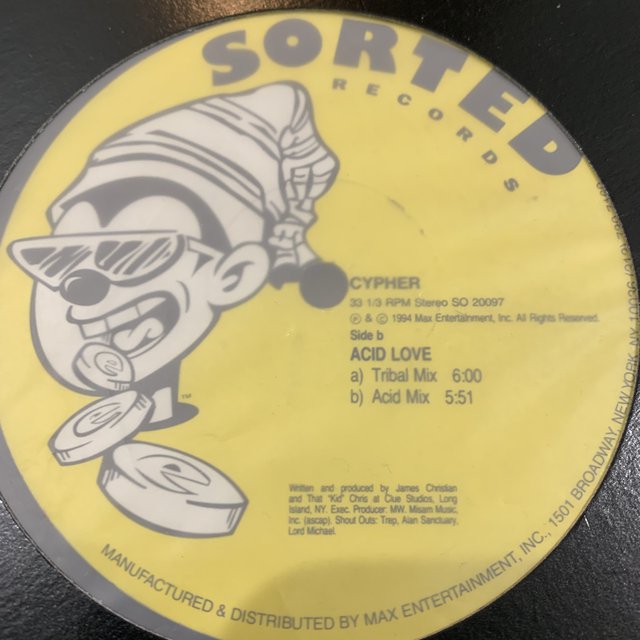 SORTED
RECORDS
CYPHER
33 1/3 RPM Stereo SO 20097
℗ & © 1994 Max Entertainment, Inc. All Rights Reserved.
Side b
ACID LOVE
a) Tribal Mix 6:00
b) Acid Mix 5:51
™
Written and produced by James Christian
and That "Kid" Chris at Clue Studios, Long
Island, NY. Exec. Producer: MW. Misam Music,
Inc. (ascap). Shout Outs: Trap, Alan Sanctuary,
Lord Michael.
MANUFACTURED & DISTRIBUTED BY MAX ENTERTAINMENT, INC., 1501 BROADWAY, NEW YORK, NY